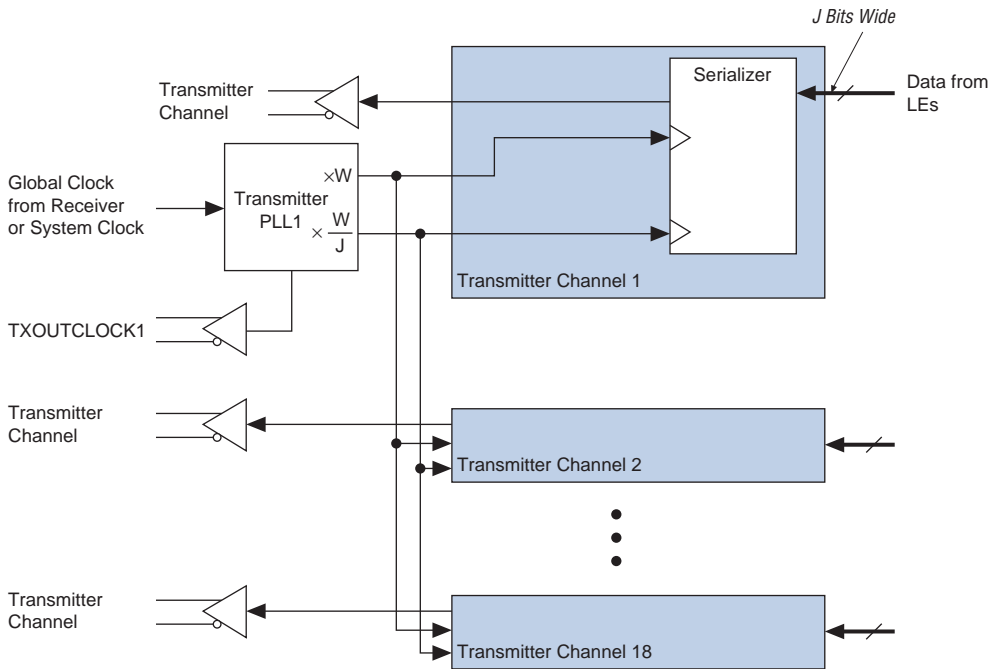 J Bits Wide
Serializer
Data from
LEs
Transmitter
Channel
Global Clock
from Receiver
or System Clock
×W
Transmitter
PLL1
× W
J
Transmitter Channel 1
TXOUTCLOCK1
Transmitter
Channel
Transmitter Channel 2
Transmitter
Channel
Transmitter Channel 18